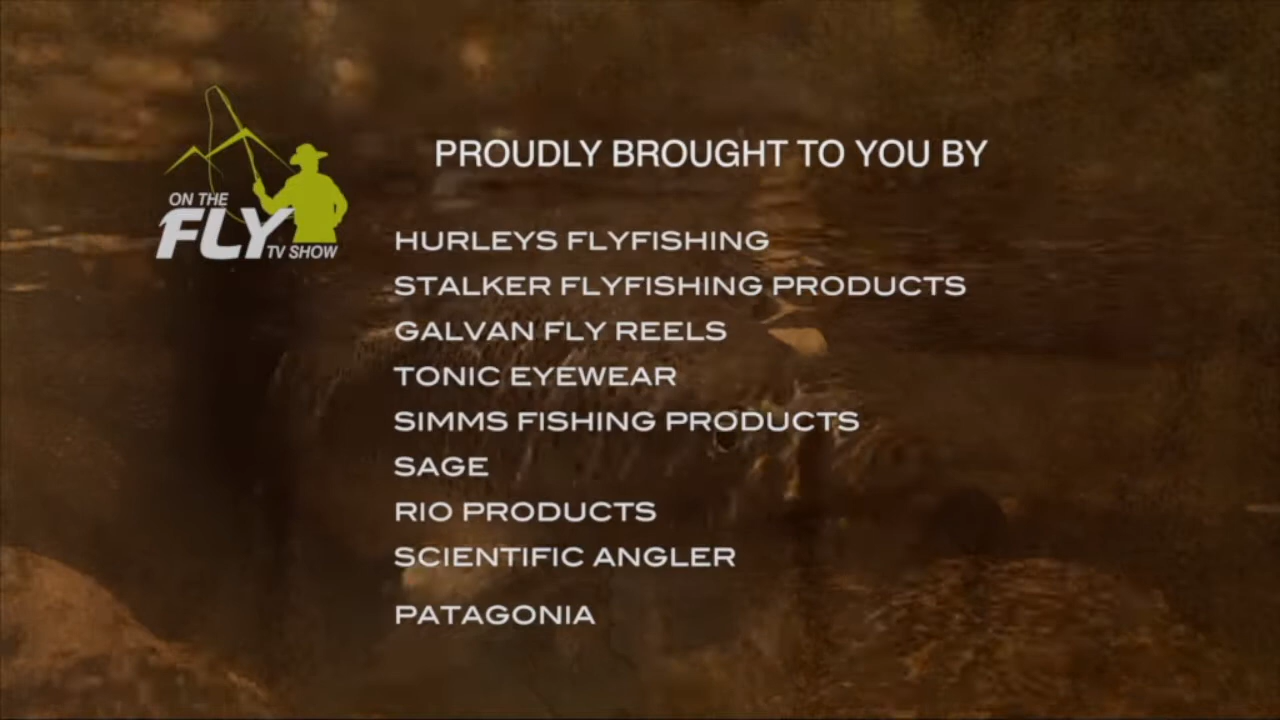 ON THE
FLY
TV SHOW
PROUDLY BROUGHT TO YOU BY
HURLEYS FLYFISHING
STALKER FLYFISHING PRODUCTS
GALVAN FLY REELS
TONIC EYEWEAR
SIMMS FISHING PRODUCTS
SAGE
RIO PRODUCTS
SCIENTIFIC ANGLER
PATAGONIA